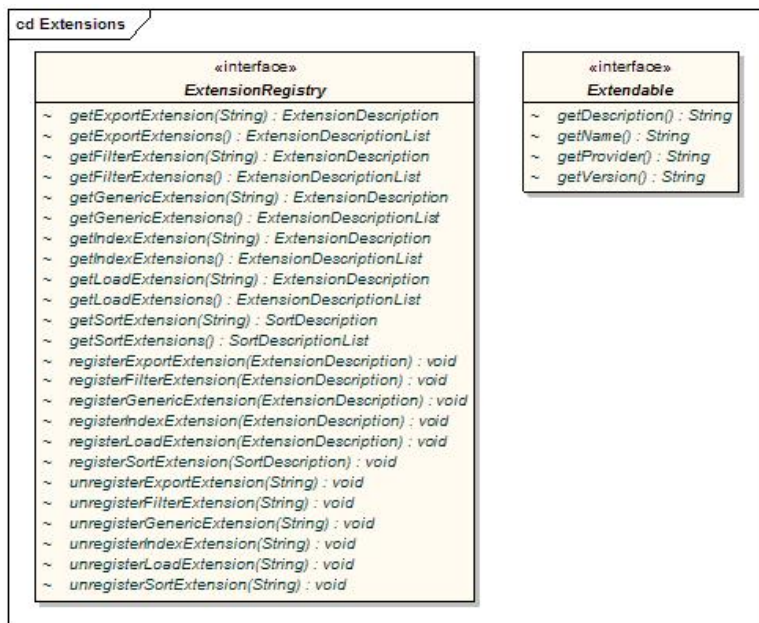 cd Extensions
«interface»
ExtensionRegistry
~ getExportExtension(String) : ExtensionDescription
~ getExportExtensions() : ExtensionDescriptionList
~ getFilterExtension(String) : ExtensionDescription
~ getFilterExtensions() : ExtensionDescriptionList
~ getGenericExtension(String) : ExtensionDescription
~ getGenericExtensions() : ExtensionDescriptionList
~ getIndexExtension(String) : ExtensionDescription
~ getIndexExtensions() : ExtensionDescriptionList
~ getLoadExtension(String) : ExtensionDescription
~ getLoadExtensions() : ExtensionDescriptionList
~ getSortExtension(String) : SortDescription
~ getSortExtensions() : SortDescriptionList
~ registerExportExtension(ExtensionDescription) : void
~ registerFilterExtension(ExtensionDescription) : void
~ registerGenericExtension(ExtensionDescription) : void
~ registerIndexExtension(ExtensionDescription) : void
~ registerLoadExtension(ExtensionDescription) : void
~ registerSortExtension(SortDescription) : void
~ unregisterExportExtension(String) : void
~ unregisterFilterExtension(String) : void
~ unregisterGenericExtension(String) : void
~ unregisterIndexExtension(String) : void
~ unregisterLoadExtension(String) : void
~ unregisterSortExtension(String) : void
«interface»
Extendable
~ getDescription() : String
~ getName() : String
~ getProvider() : String
~ getVersion() : String